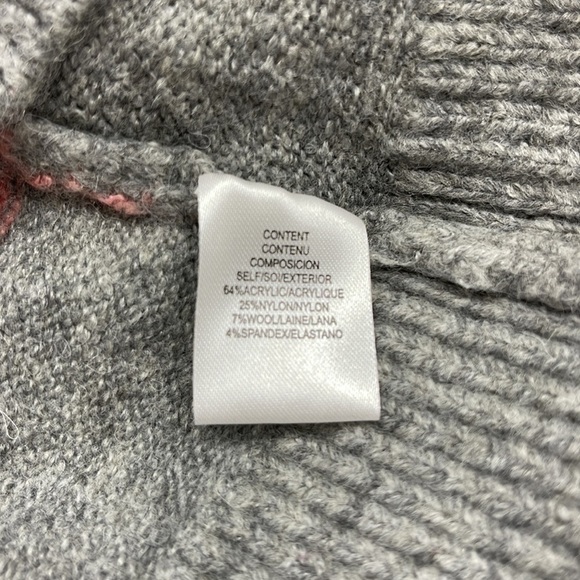 CONTENT
CONTENU
COMPOSICION
SELF/SOI/EXTERIOR
64%ACRYLIC/ACRYLIQUE
25%NYLON/NYLON
7%WOOL/LAINE/LANA
4%SPANDEX/ELASTANO